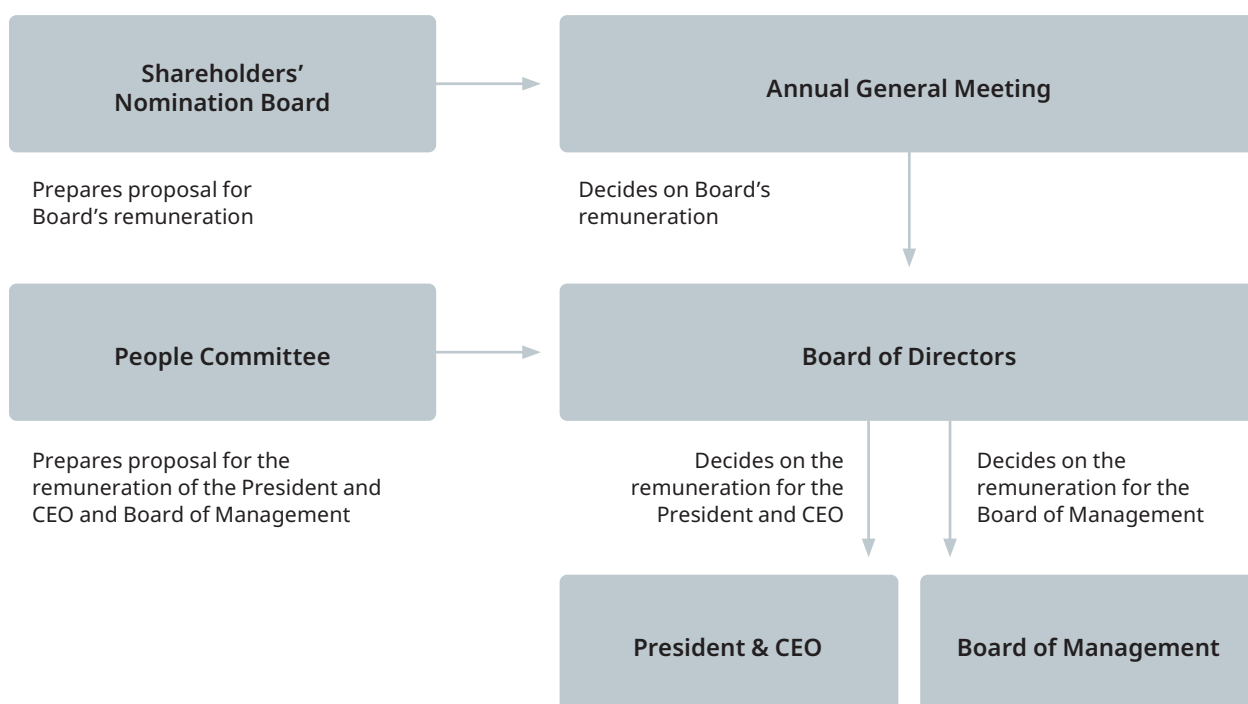 Shareholders’
Nomination Board
Annual General Meeting
Prepares proposal for
Board’s remuneration
Decides on Board’s
remuneration
People Committee
Board of Directors
Prepares proposal for the
remuneration of the President and
CEO and Board of Management
Decides on the
remuneration for the
President and CEO
Decides on the
remuneration for the
Board of Management
President & CEO
Board of Management